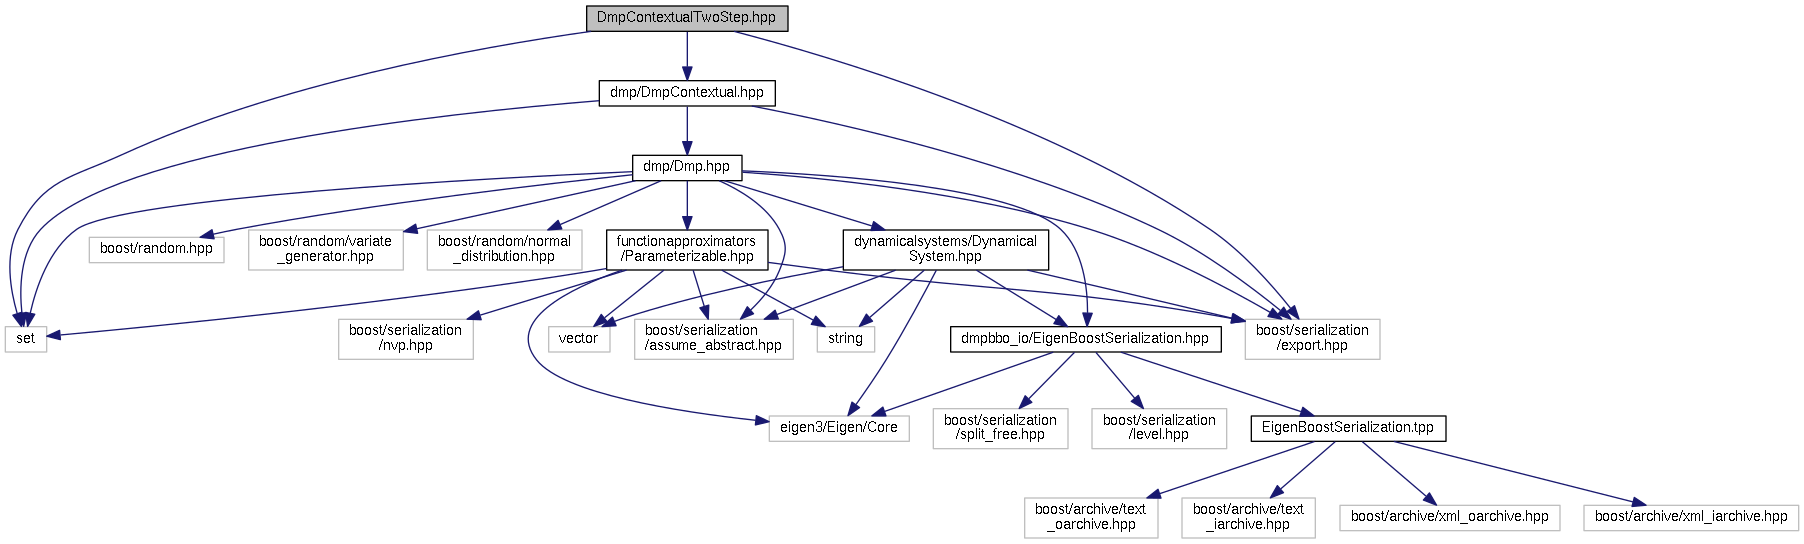 DmpContextualTwoStep.hpp
dmp/DmpContextual.hpp
dmp/Dmp.hpp
boost/random.hpp
boost/random/variate
_generator.hpp
boost/random/normal
_distribution.hpp
functionapproximators
/Parameterizable.hpp
dynamicalsystems/Dynamical
System.hpp
set
boost/serialization
/nvp.hpp
vector
boost/serialization
/assume_abstract.hpp
string
dmpbbo_io/EigenBoostSerialization.hpp
boost/serialization
/export.hpp
eigen3/Eigen/Core
boost/serialization
/split_free.hpp
boost/serialization
/level.hpp
EigenBoostSerialization.tpp
boost/archive/text
_oarchive.hpp
boost/archive/text
_iarchive.hpp
boost/archive/xml_oarchive.hpp
boost/archive/xml_iarchive.hpp